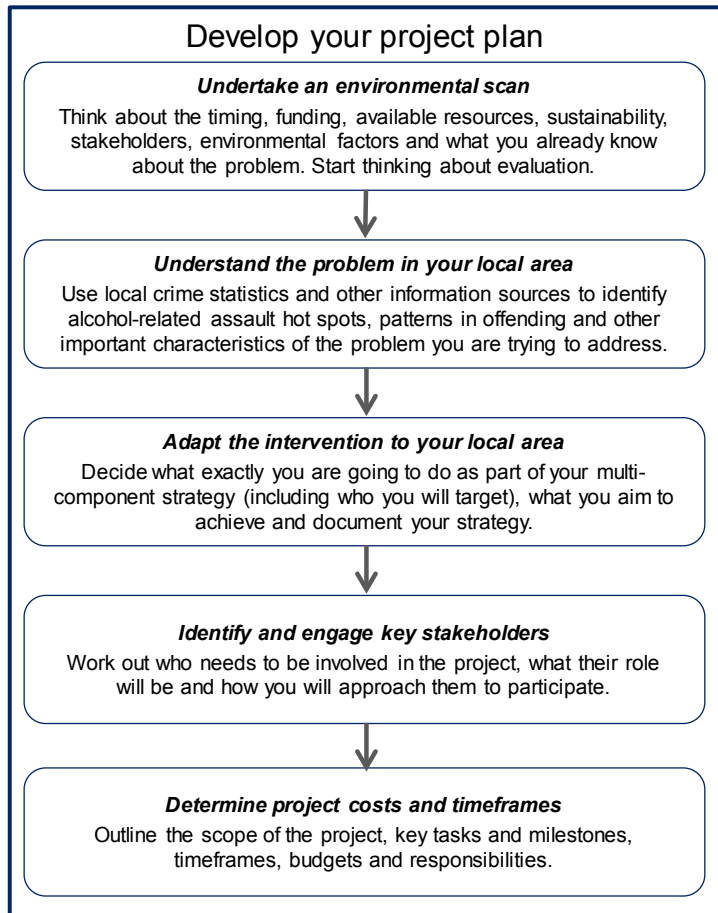 Develop your project plan
Undertake an environmental scan
Think about the timing, funding, available resources, sustainability,
stakeholders, environmental factors and what you already know
about the problem. Start thinking about evaluation.
Understand the problem in your local area
Use local crime statistics and other information sources to identify
alcohol-related assault hot spots, patterns in offending and other
important characteristics of the problem you are trying to address.
Adapt the intervention to your local area
Decide what exactly you are going to do as part of your multi-
component strategy (including who you will target), what you aim to
achieve and document your strategy.
Identify and engage key stakeholders
Work out who needs to be involved in the project, what their role
will be and how you will approach them to participate.
Determine project costs and timeframes
Outline the scope of the project, key tasks and milestones,
timeframes, budgets and responsibilities.